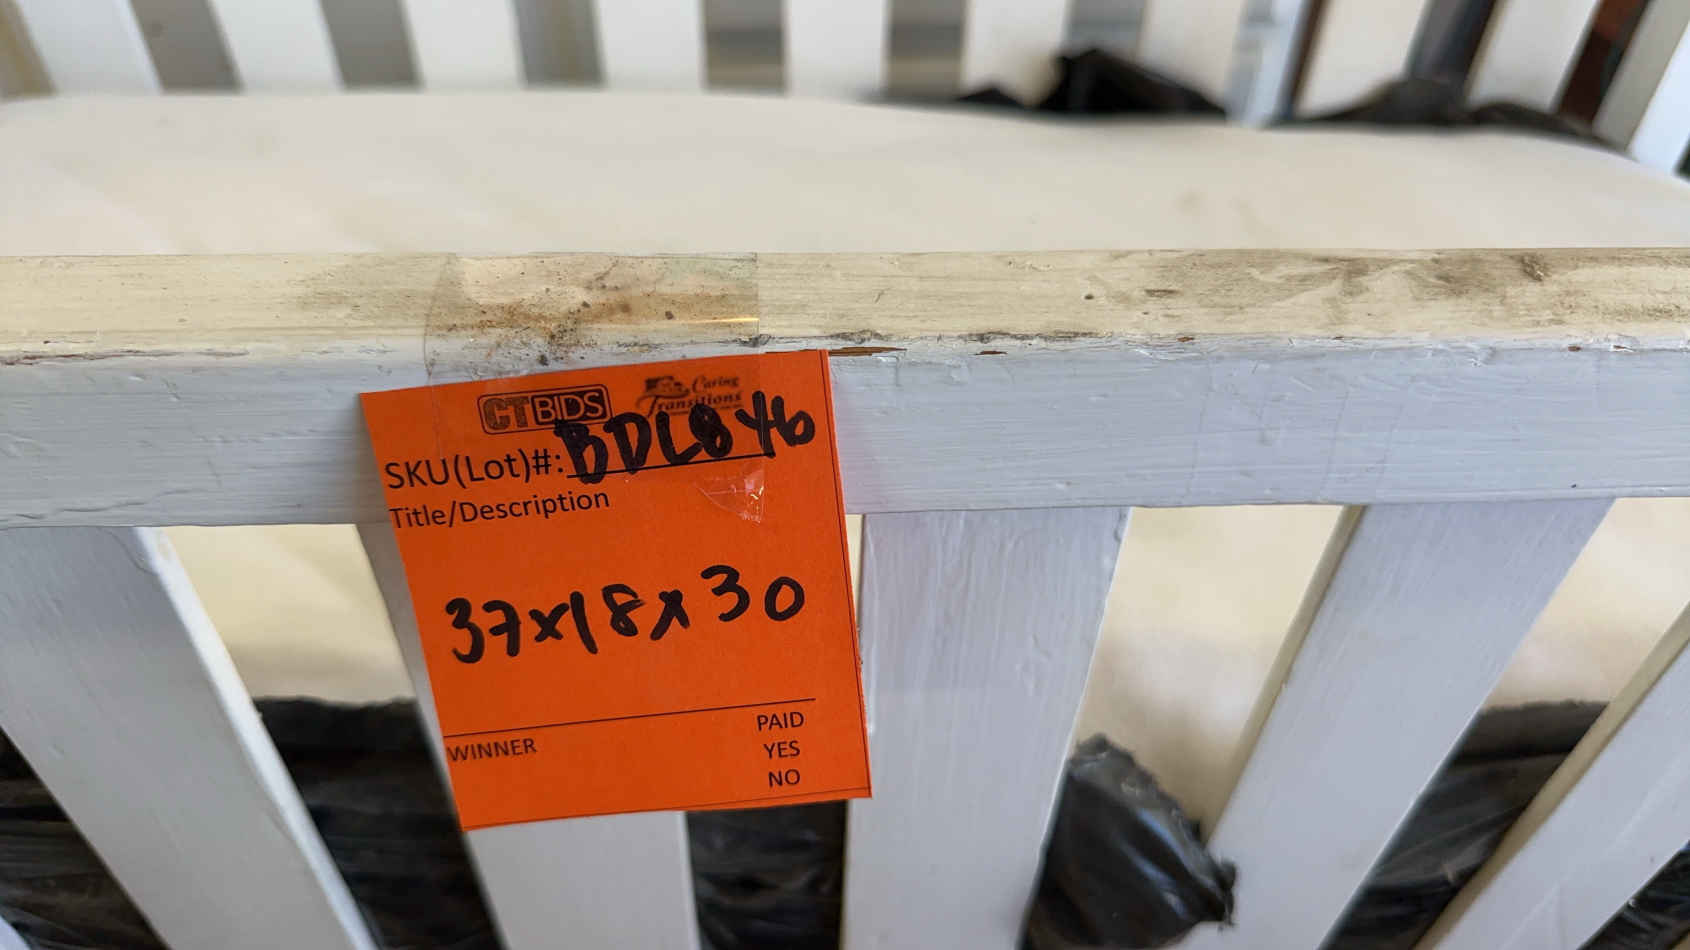 CTBIDS
Caring Transitions
SKU(Lot)#: BDL846
Title/Description
37x18x30
WINNER
PAID
YES
NO